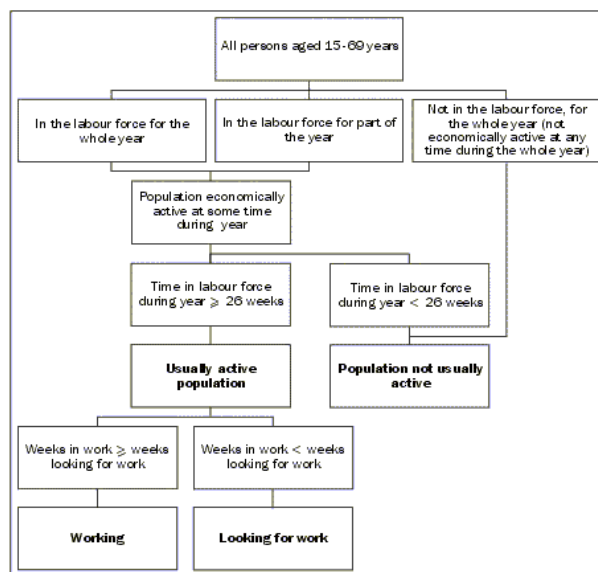 All persons aged 15-69 years
In the labour force for the
whole year
In the labour force for part of
the year
Not in the labour force, for
the whole year (not
economically active at any
time during the whole year)
Population economically
active at some time
during year
Time in labour force
during year ⩾ 26 weeks
Time in labour force
during year < 26 weeks
Usually active
population
Population not usually
active
Weeks in work ⩾ weeks
looking for work
Weeks in work < weeks
looking for work
Working
Looking for work